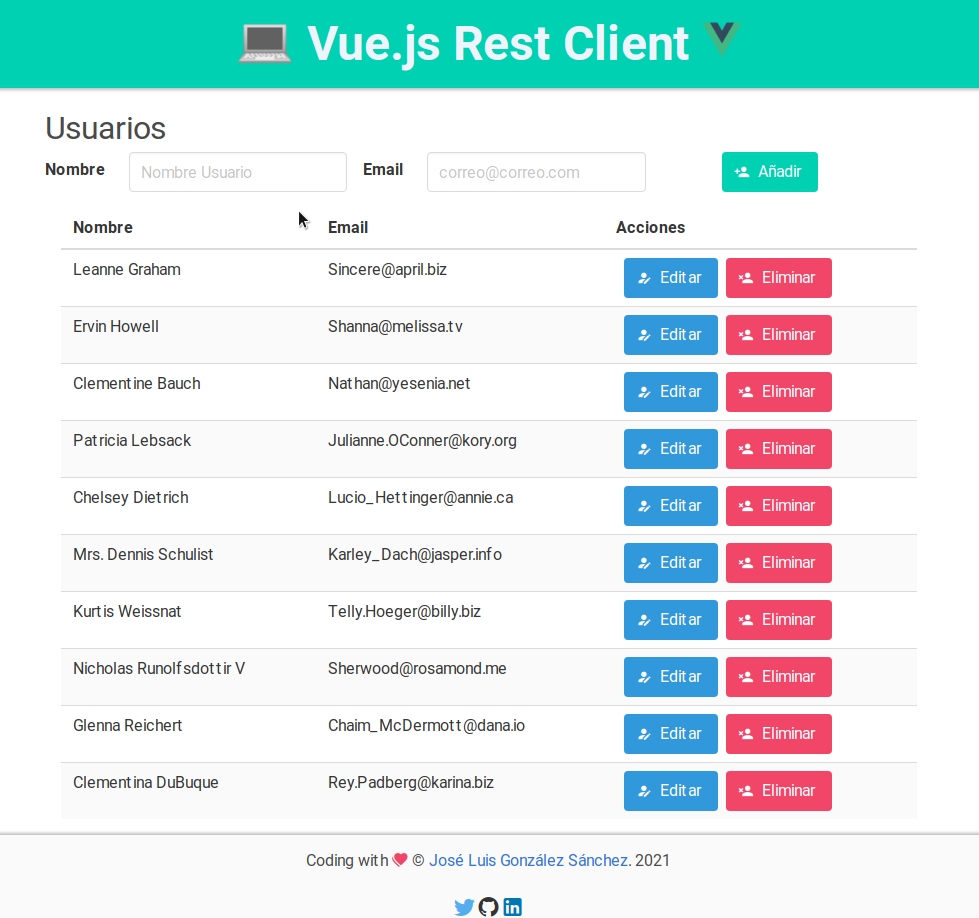 Vue.js Rest Client
Usuarios
Nombre Nombre Usuario Email correo@correo.com Añadir
Nombre Email Acciones
Leanne Graham Sincere@april.biz Editar Eliminar
Ervin Howell Shanna@melissa.tv Editar Eliminar
Clementine Bauch Nathan@yesenia.net Editar Eliminar
Patricia Lebsack Julianne.OConner@kory.org Editar Eliminar
Chelsey Dietrich Lucio_Hettinger@annie.ca Editar Eliminar
Mrs. Dennis Schulist Karley_Dach@jasper.info Editar Eliminar
Kurtis Weissnat Telly.Hoeger@billy.biz Editar Eliminar
Nicholas Runolfsdottir V Sherwood@rosamond.me Editar Eliminar
Glenna Reichert Chaim_McDermott@dana.io Editar Eliminar
Clementina DuBuque Rey.Padberg@karina.biz Editar Eliminar
Coding with ❤ © José Luis González Sánchez. 2021
in